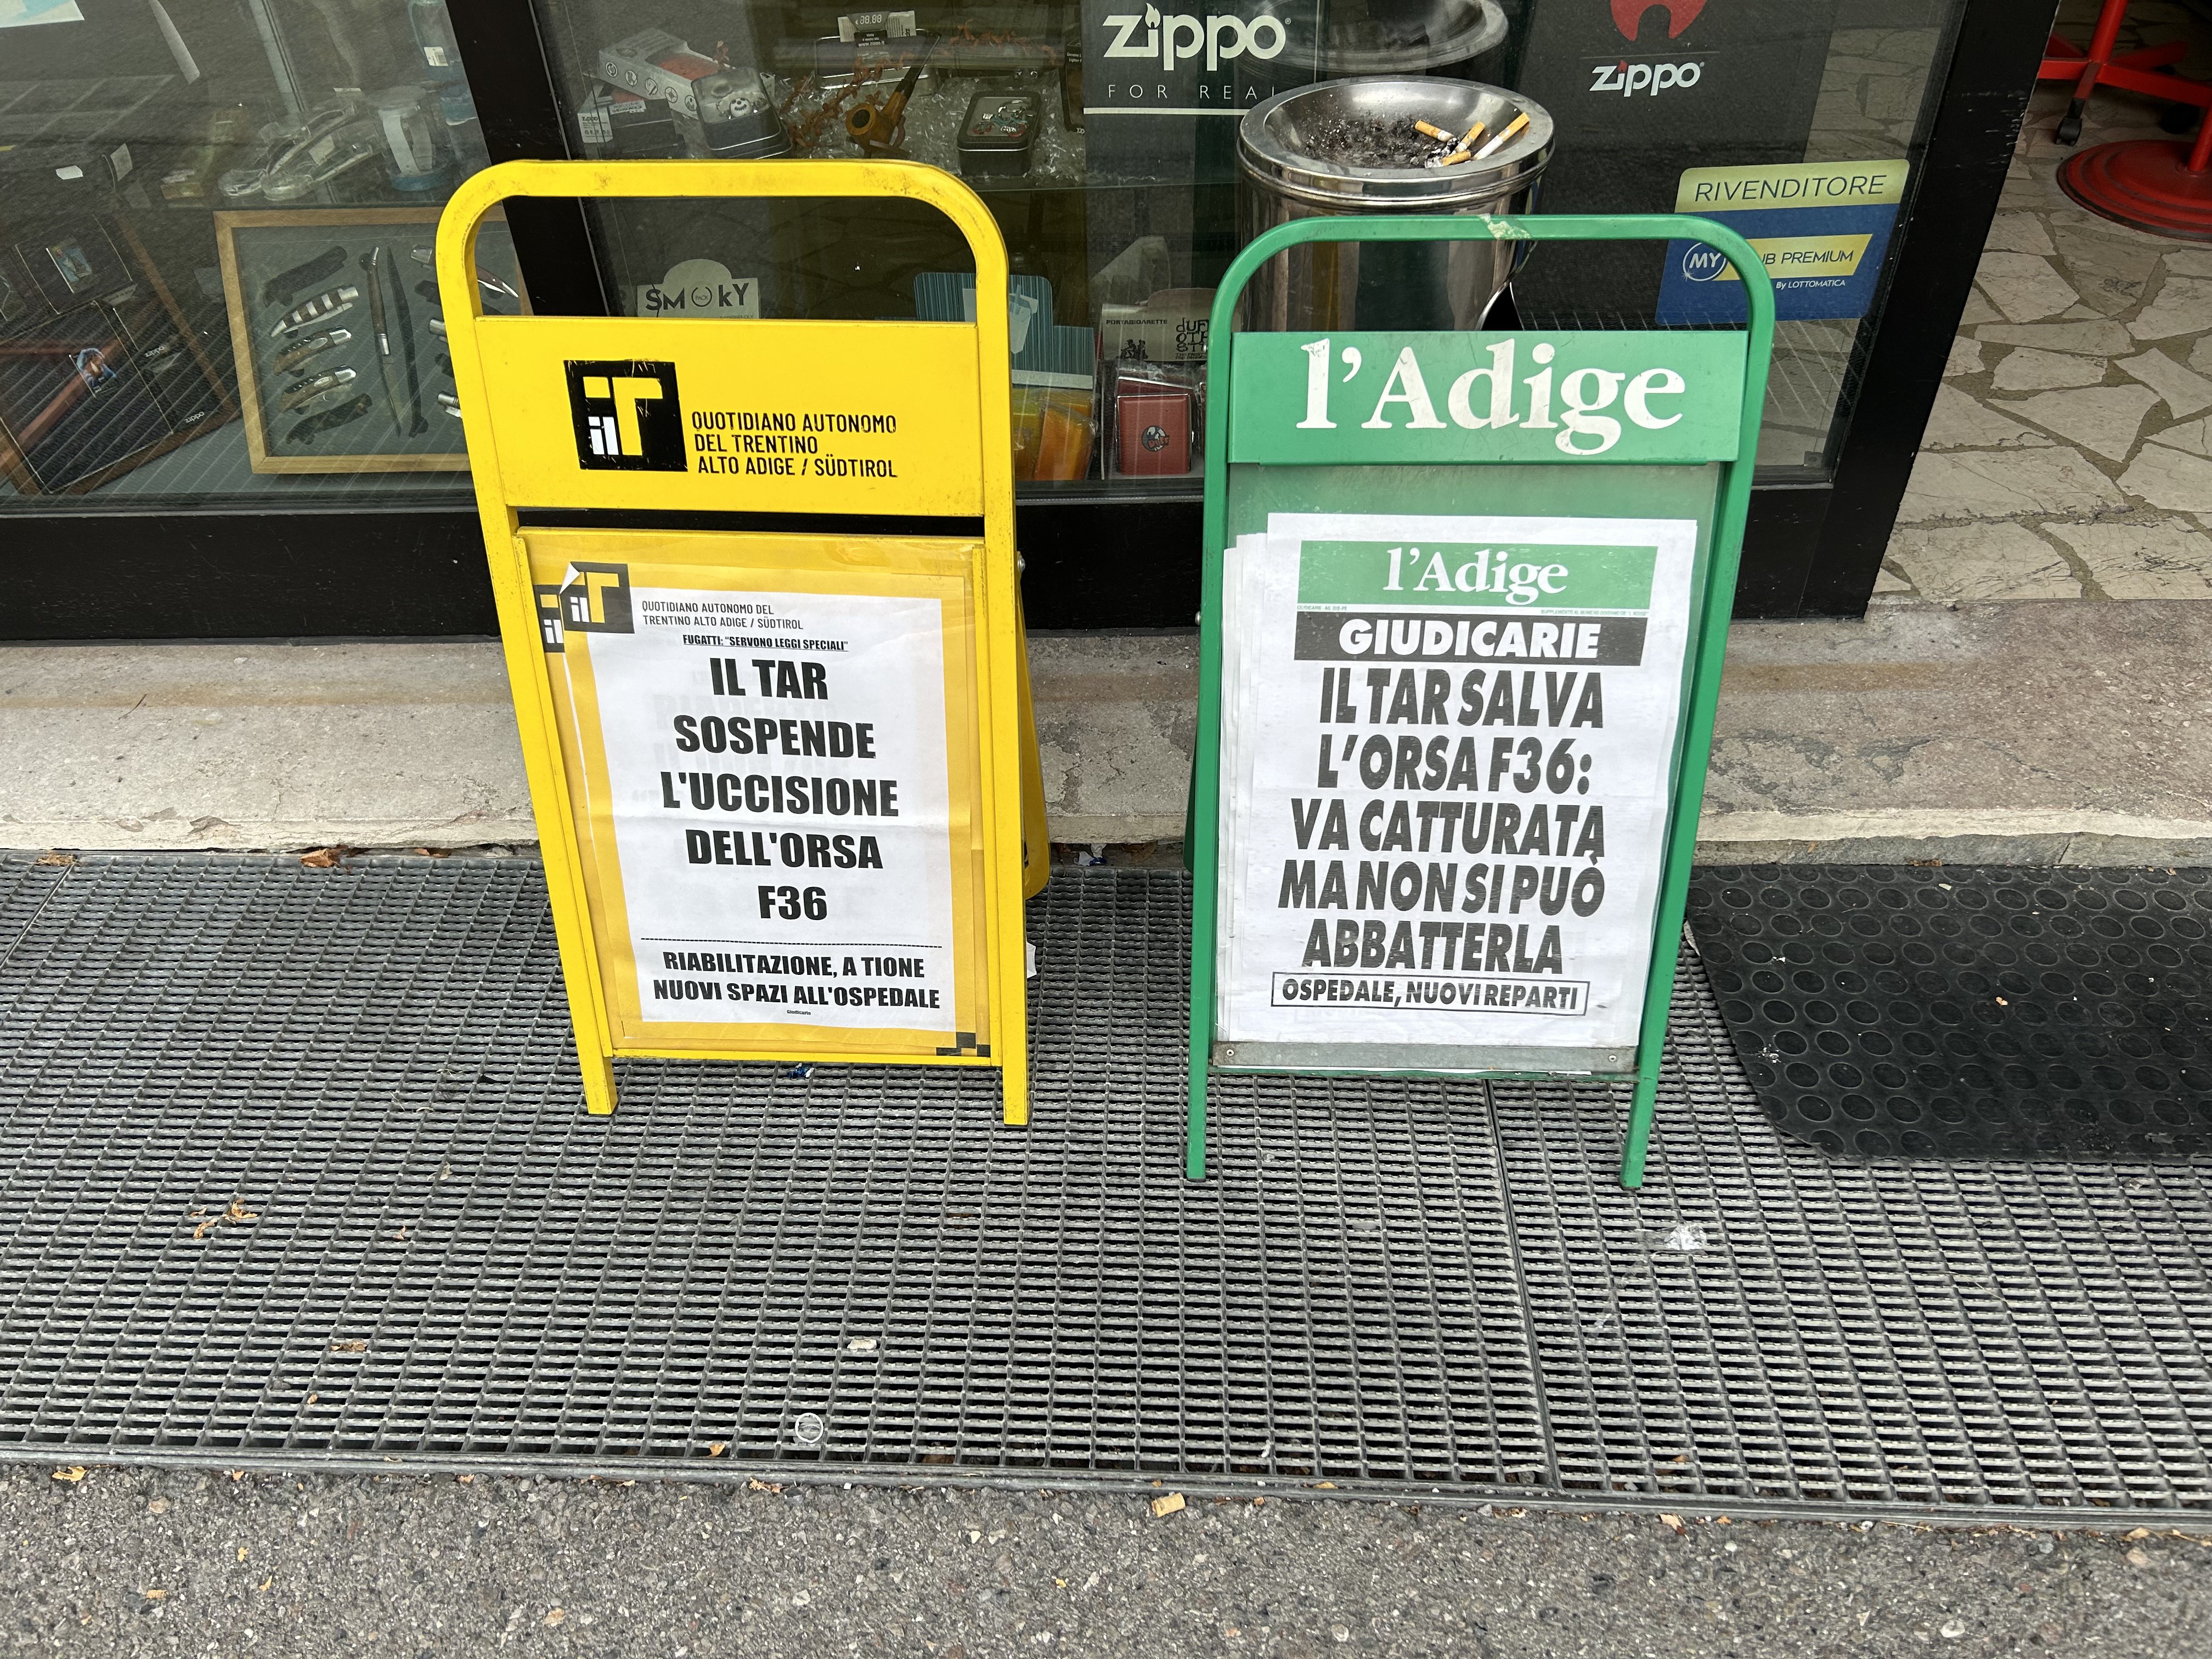 zippo
FOR REAL
zippo
RIVENDITORE
MY
By LOTTOMATICA
SMOkY
PORTASIGARETTE
il T
QUOTIDIANO AUTONOMO
DEL TRENTINO
ALTO ADIGE / SÜDTIROL
il T
QUOTIDIANO AUTONOMO DEL
TRENTINO ALTO ADIGE / SÜDTIROL
FUGATTI: "SERVONO LEGGI SPECIALI"
IL TAR
SOSPENDE
L'UCCISIONE
DELL'ORSA
F36
RIABILITAZIONE, A TIONE
NUOVI SPAZI ALL'OSPEDALE
Giudicarie
l'Adige
l'Adige
GIUDICARIE
IL TAR SALVA
L'ORSA F36:
VA CATTURATA
MA NON SI PUÒ
ABBATTERLA
OSPEDALE, NUOVI REPARTI